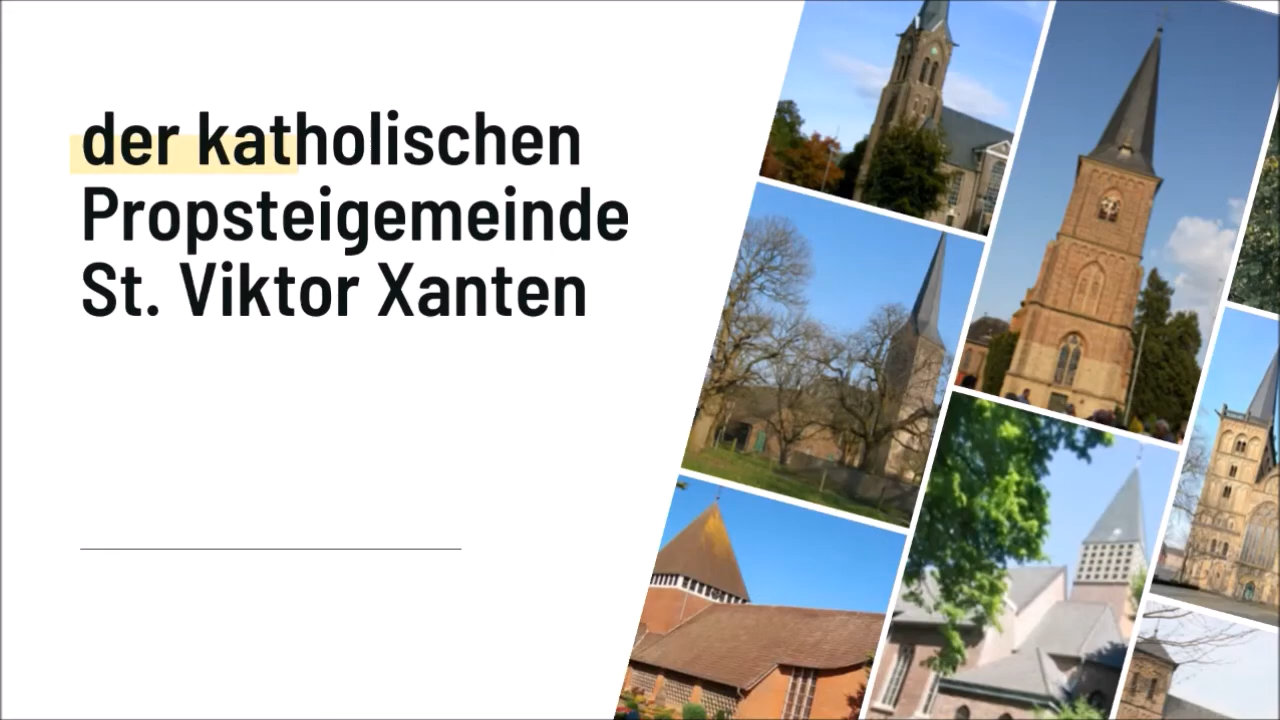 der katholischen
Propsteigemeinde
St. Viktor Xanten